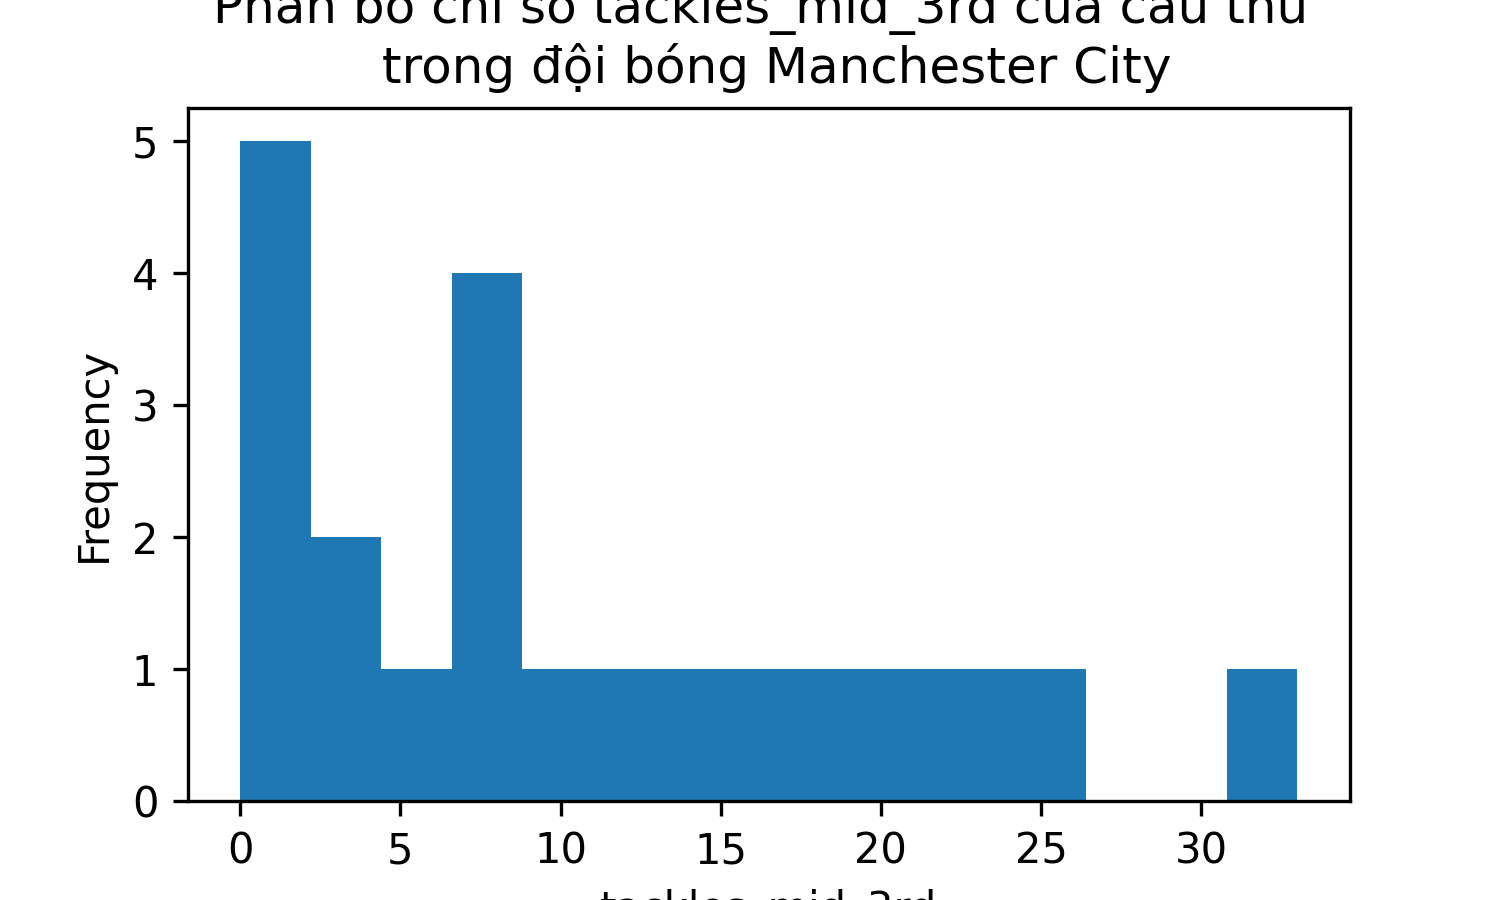 Phân bố chỉ số tackles_mid_3rd của cầu thủ
trong đội bóng Manchester City
5
4
3
2
1
0
Frequency
0 5 10 15 20 25 30
tackles_mid_3rd